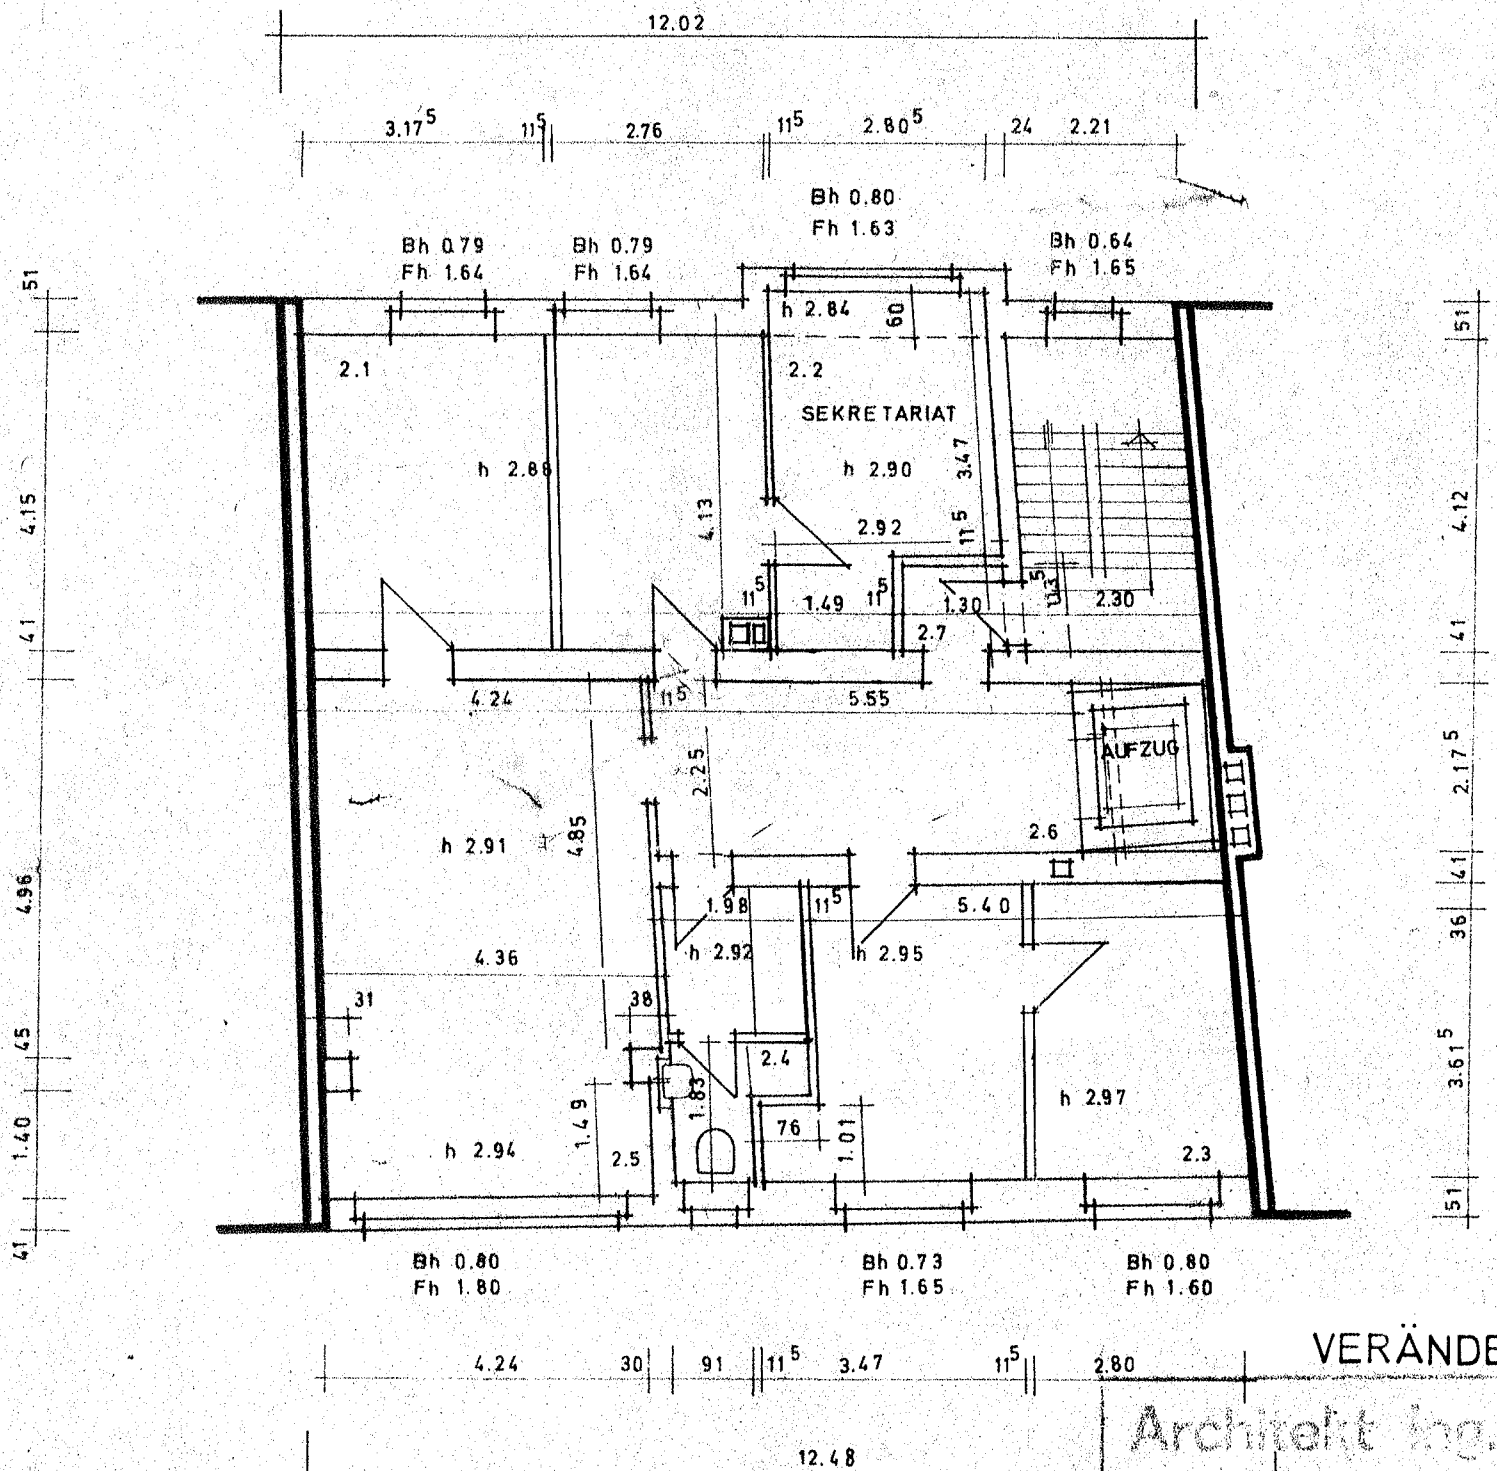 12.02
3.17⁵ 11⁵ 2.76 11⁵ 2.80⁵ 24 2.21
Bh 0.80
Fh 1.63
Bh 0.79 Bh 0.79 Bh 0.64
Fh 1.64 Fh 1.64 Fh 1.65
51
h 2.84 60
51
2.1 2.2
SEKRETARIAT
h 2.88 h 2.90 3.47
4.15 4.13 2.92 11⁵ 4.12
11⁵ 1.49 11⁵ 1.30 2.30
41 2.7 41
4.24 11⁵ 5.55
2.25 AUFZUG 2.17⁵
h 2.91 4.85 2.6
4.96 1.98 11⁵ 5.40 41
36
h 2.92 h 2.95
4.36
31 38
45 2.4 3.61⁵
1.83 h 2.97
1.40 1.49 76 1.01
h 2.94 2.5 2.3
51
41
Bh 0.80 Bh 0.73 Bh 0.80
Fh 1.80 Fh 1.65 Fh 1.60
VERÄNDE
4.24 30 91 11⁵ 3.47 11⁵ 2.80
Architekt Ing.
12.48